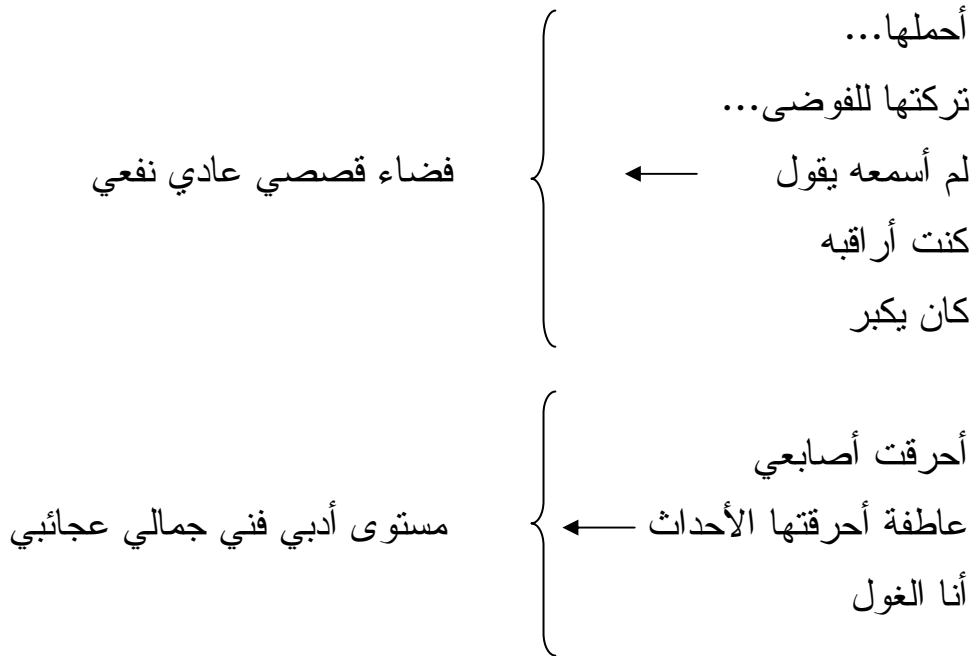 أحملها...
تركتها للفوضى...
لم أسمعه يقول ← فضاء قصصي عادي نفعي
كنت أراقبه
كان يكبر
أحرقت أصابعي
عاطفة أحرقتها الأحداث ← مستوى أدبي فني جمالي عجائبي
أنا الغول